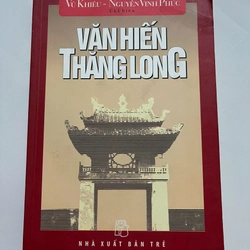 VŨ KHIÊU - NGUYỄN VINH PHÚC
VĂN HIẾN
THĂNG LONG
NHÀ XUẤT BẢN TRẺ